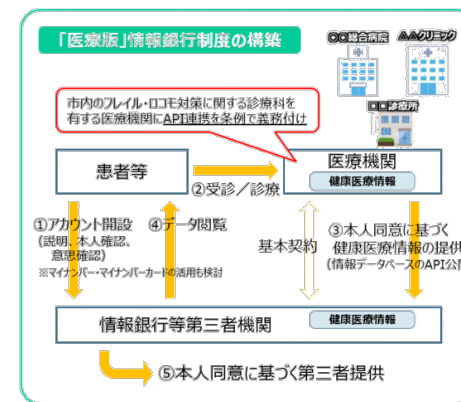 「医療版」情報銀行制度の構築
〇〇総合病院
△△クリニック
□□診療所
市内のフレイル・ロコモ対策に関する診療科を
有する医療機関にAPI連携を条例で義務付け
患者等
②受診／診療
医療機関
健康医療情報
①アカウント開設
(説明、本人確認、
意思確認)
※マイナンバー・マイナンバーカードの活用も検討
④データ閲覧
基本契約
③本人同意に基づく
健康医療情報の提供
(情報データベースのAPI公開
情報銀行等第三者機関
健康医療情報
⑤本人同意に基づく第三者提供